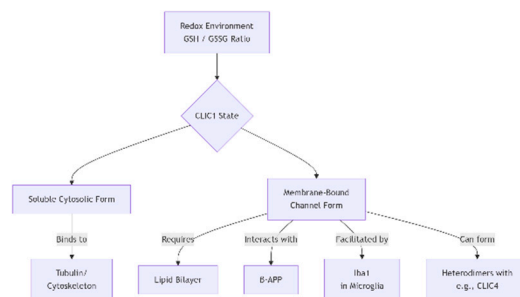 Redox Environment
GSH / GSSG Ratio
CLIC1 State
Soluble Cytosolic Form
Membrane-Bound
Channel Form
Binds to
Requires
Interacts with
Facilitated by
Can form
Tubulin/
Cytoskeleton
Lipid Bilayer
B-APP
Iba1
in Microglia
Heterodimers with
e.g., CLIC4